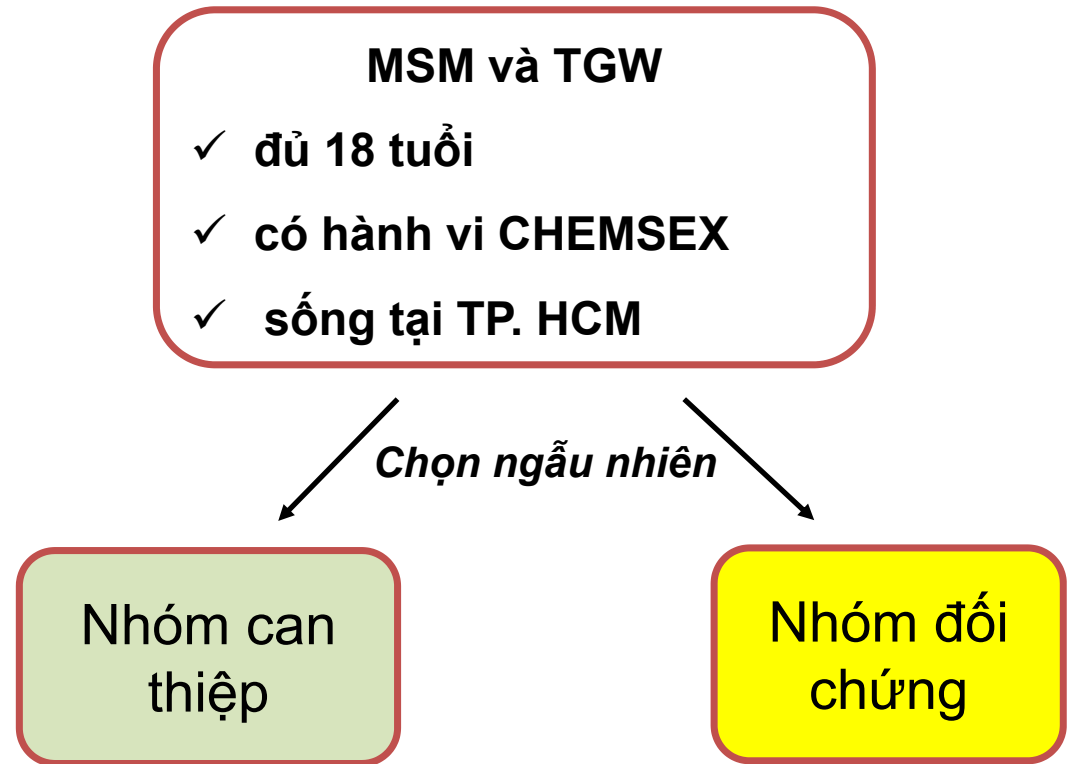 MSM và TGW
✓ đủ 18 tuổi
✓ có hành vi CHEMSEX
✓ sống tại TP. HCM
Chọn ngẫu nhiên
Nhóm can
thiệp
Nhóm đối
chứng